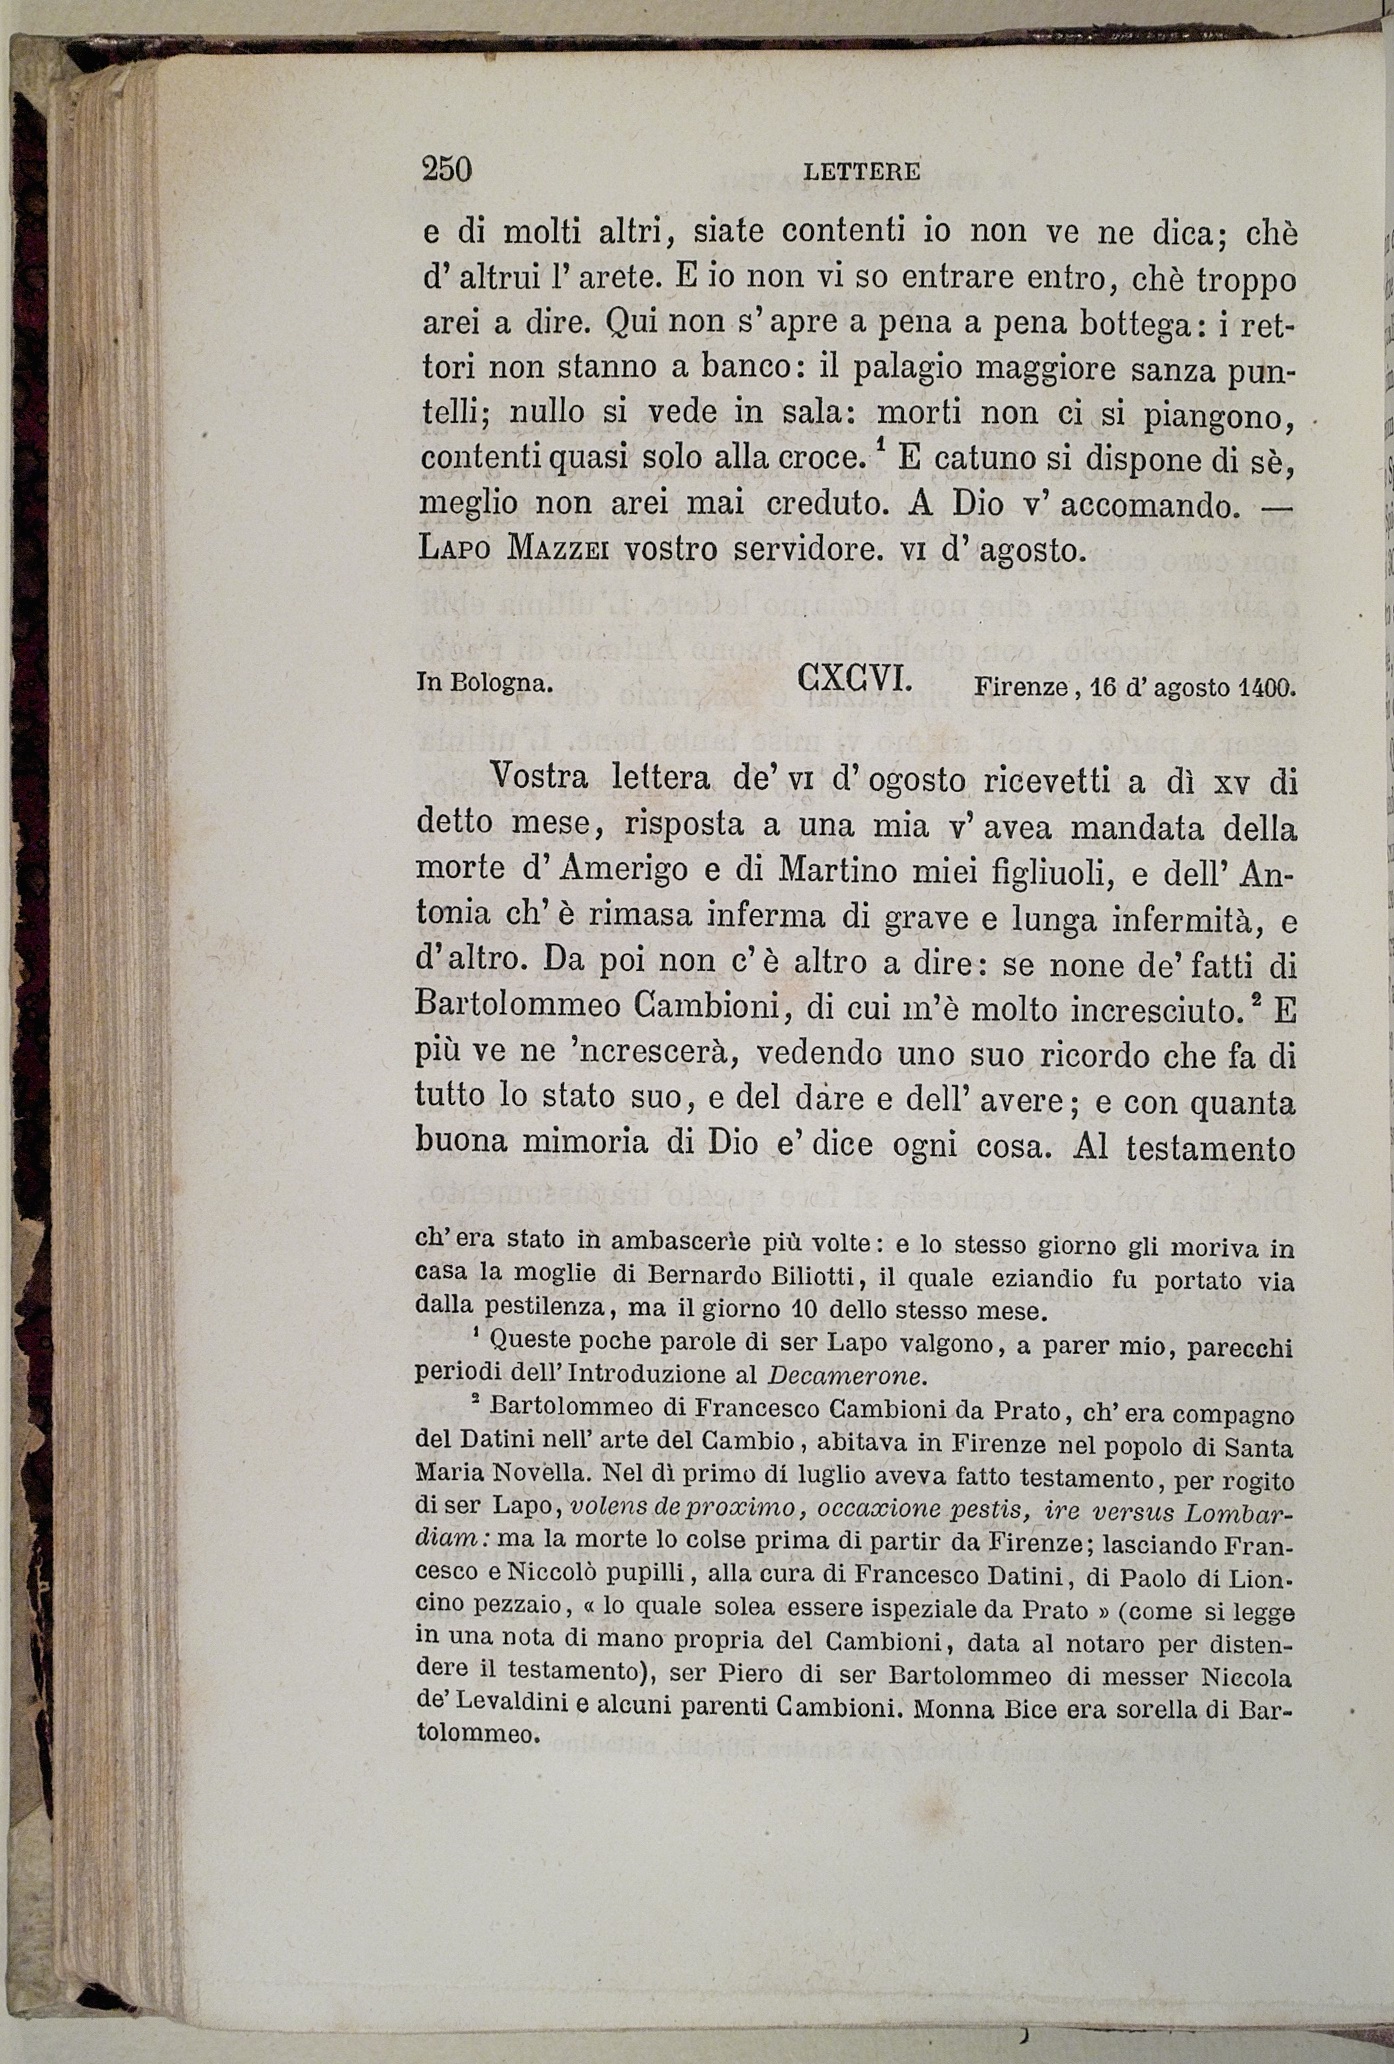 250 LETTERE
e di molti altri, siate contenti io non ve ne dica; chè
d' altrui l' arete. E io non vi so entrare entro, chè troppo
arei a dire. Qui non s' apre a pena a pena bottega: i ret-
tori non stanno a banco: il palagio maggiore sanza pun-
telli; nullo si vede in sala: morti non ci si piangono,
contenti quasi solo alla croce. ¹ E catuno si dispone di sè,
meglio non arei mai creduto. A Dio v' accomando. —
LAPO MAZZEI vostro servidore. VI d' agosto.
In Bologna. CXCVI. Firenze, 16 d' agosto 1400.
Vostra lettera de' VI d' ogosto ricevetti a dì XV di
detto mese, risposta a una mia v' avea mandata della
morte d' Amerigo e di Martino miei figliuoli, e dell' An-
tonia ch' è rimasa inferma di grave e lunga infermità, e
d' altro. Da poi non c' è altro a dire: se none de' fatti di
Bartolommeo Cambioni, di cui m'è molto incresciuto. ² E
più ve ne 'ncrescerà, vedendo uno suo ricordo che fa di
tutto lo stato suo, e del dare e dell' avere; e con quanta
buona mimoria di Dio e' dice ogni cosa. Al testamento
ch' era stato in ambascerìe più volte: e lo stesso giorno gli moriva in
casa la moglie di Bernardo Biliotti, il quale eziandio fu portato via
dalla pestilenza, ma il giorno 10 dello stesso mese.
¹ Queste poche parole di ser Lapo valgono, a parer mio, parecchi
periodi dell' Introduzione al Decamerone.
² Bartolommeo di Francesco Cambioni da Prato, ch' era compagno
del Datini nell' arte del Cambio, abitava in Firenze nel popolo di Santa
Maria Novella. Nel dì primo di luglio aveva fatto testamento, per rogito
di ser Lapo, volens de proximo, occaxione pestis, ire versus Lombar-
diam: ma la morte lo colse prima di partir da Firenze; lasciando Fran-
cesco e Niccolò pupilli, alla cura di Francesco Datini, di Paolo di Lion-
cino pezzaio, « lo quale solea essere ispeziale da Prato » (come si legge
in una nota di mano propria del Cambioni, data al notaro per disten-
dere il testamento), ser Piero di ser Bartolommeo di messer Niccola
de' Levaldini e alcuni parenti Cambioni. Monna Bice era sorella di Bar-
tolommeo.